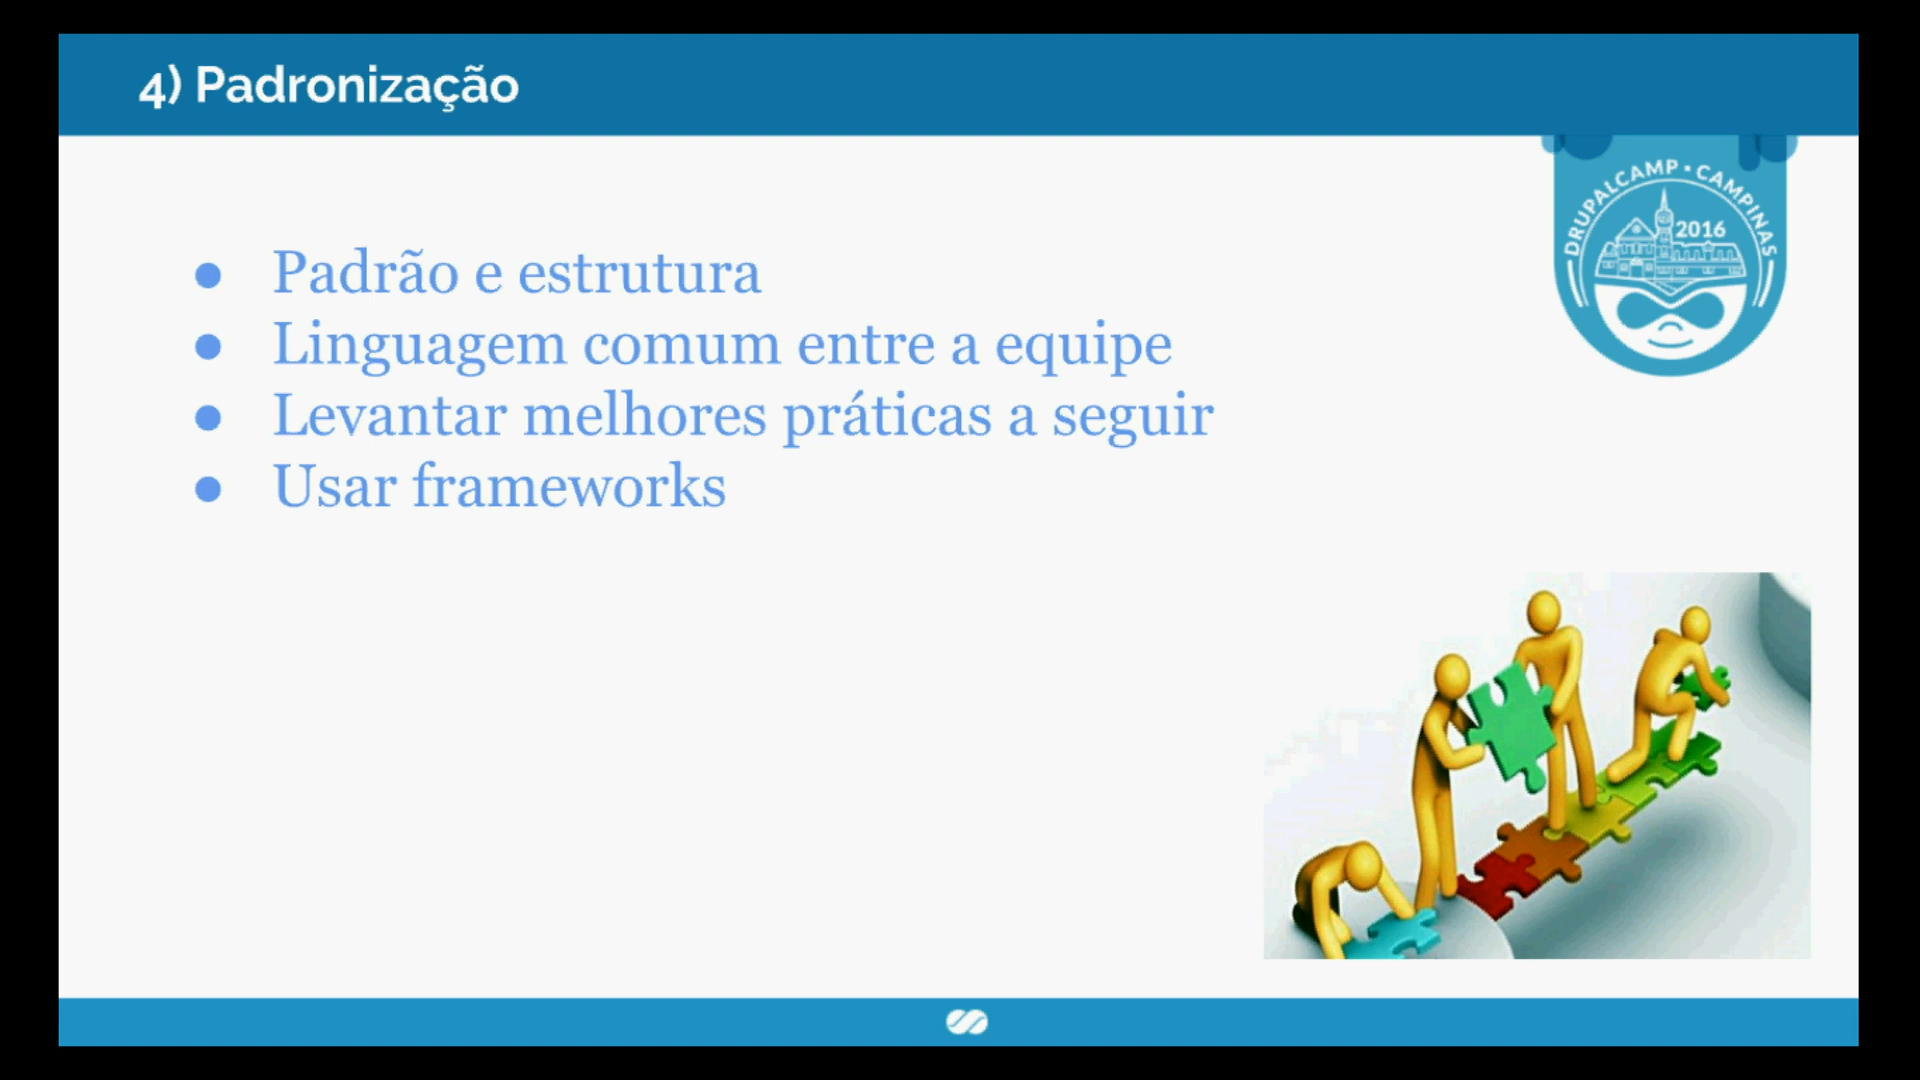 4) Padronização
DRUPALCAMP • CAMPINAS
2016
● Padrão e estrutura
● Linguagem comum entre a equipe
● Levantar melhores práticas a seguir
● Usar frameworks